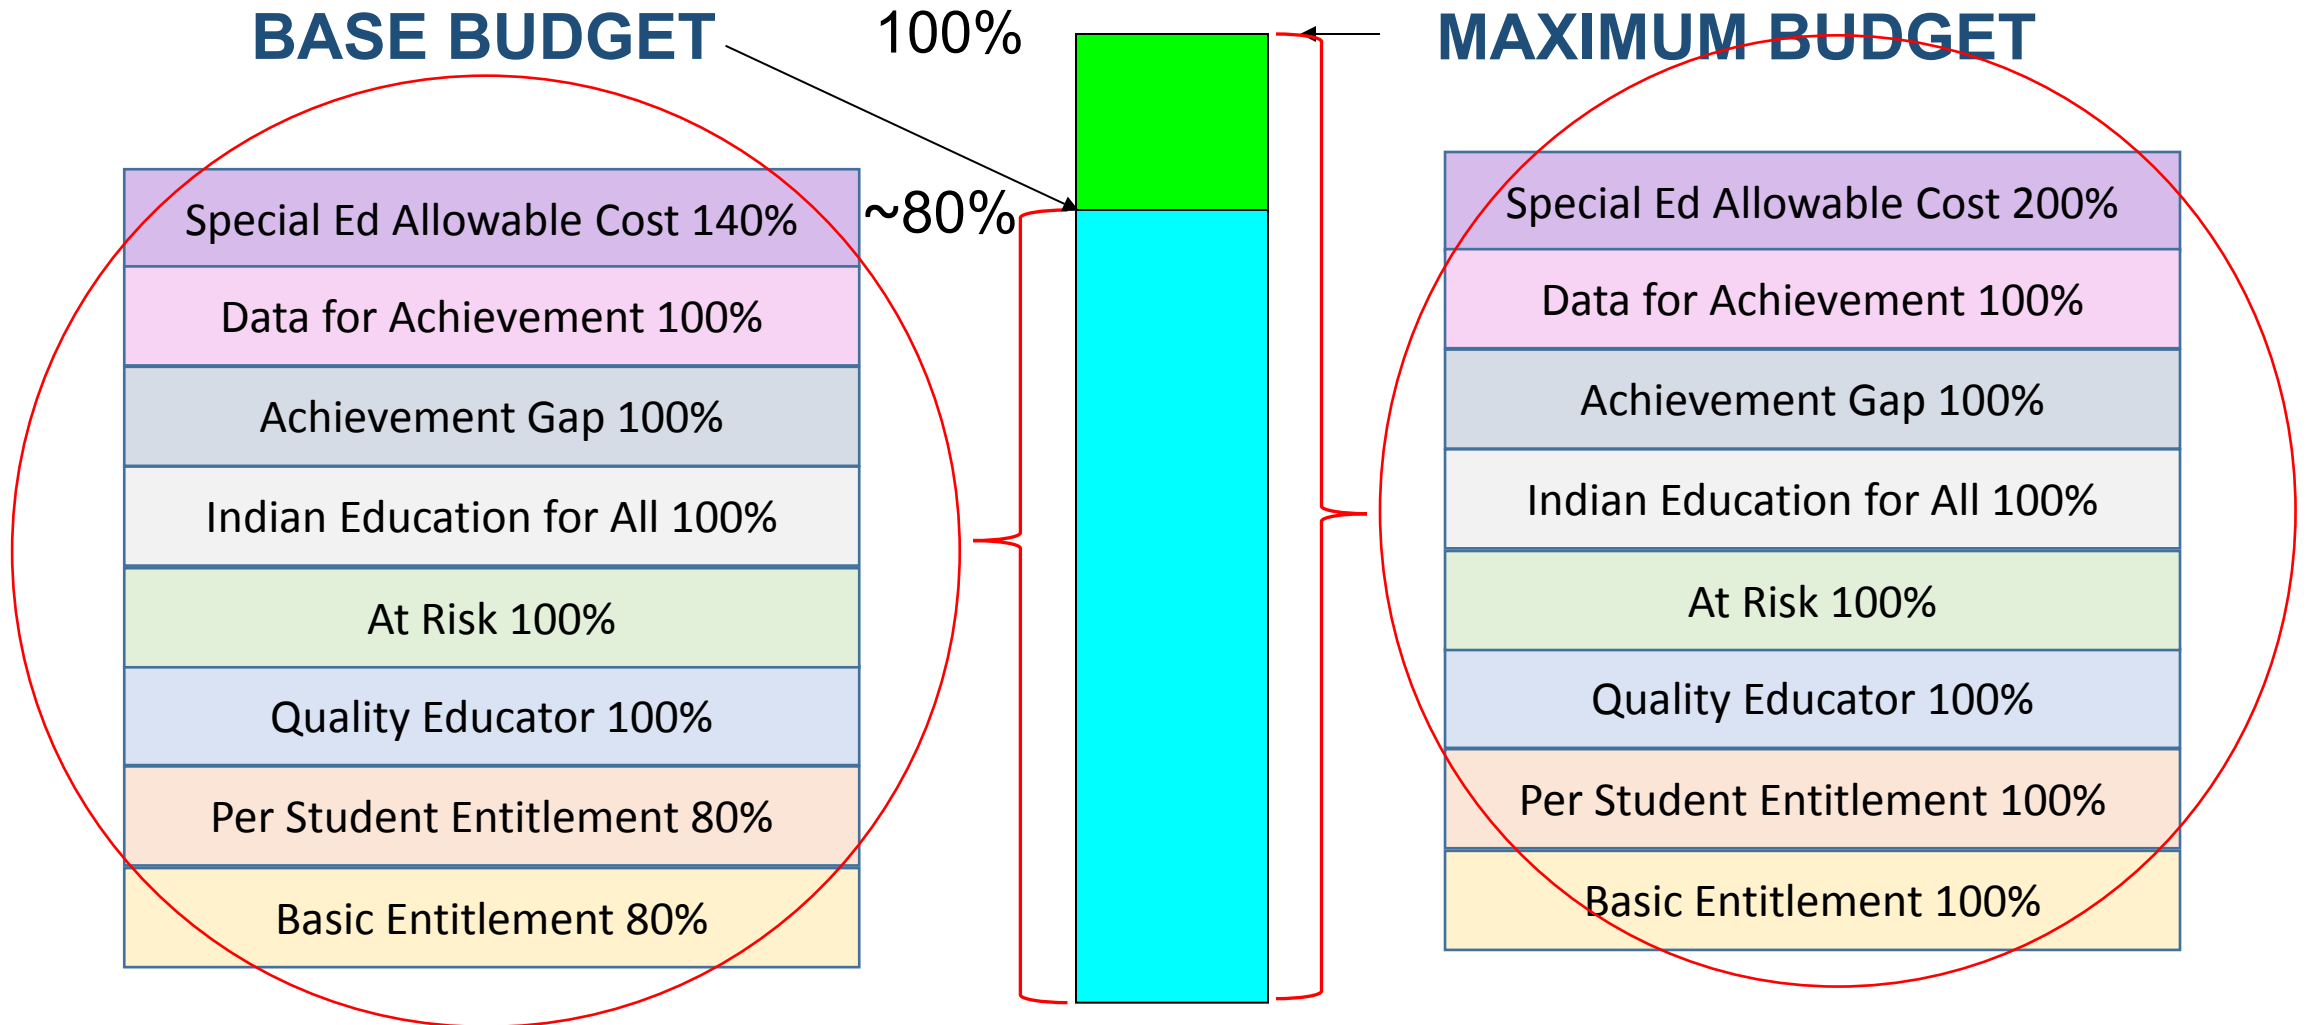 BASE BUDGET
100%
MAXIMUM BUDGET
~80%
Special Ed Allowable Cost 140%
Data for Achievement 100%
Achievement Gap 100%
Indian Education for All 100%
At Risk 100%
Quality Educator 100%
Per Student Entitlement 80%
Basic Entitlement 80%
Special Ed Allowable Cost 200%
Data for Achievement 100%
Achievement Gap 100%
Indian Education for All 100%
At Risk 100%
Quality Educator 100%
Per Student Entitlement 100%
Basic Entitlement 100%